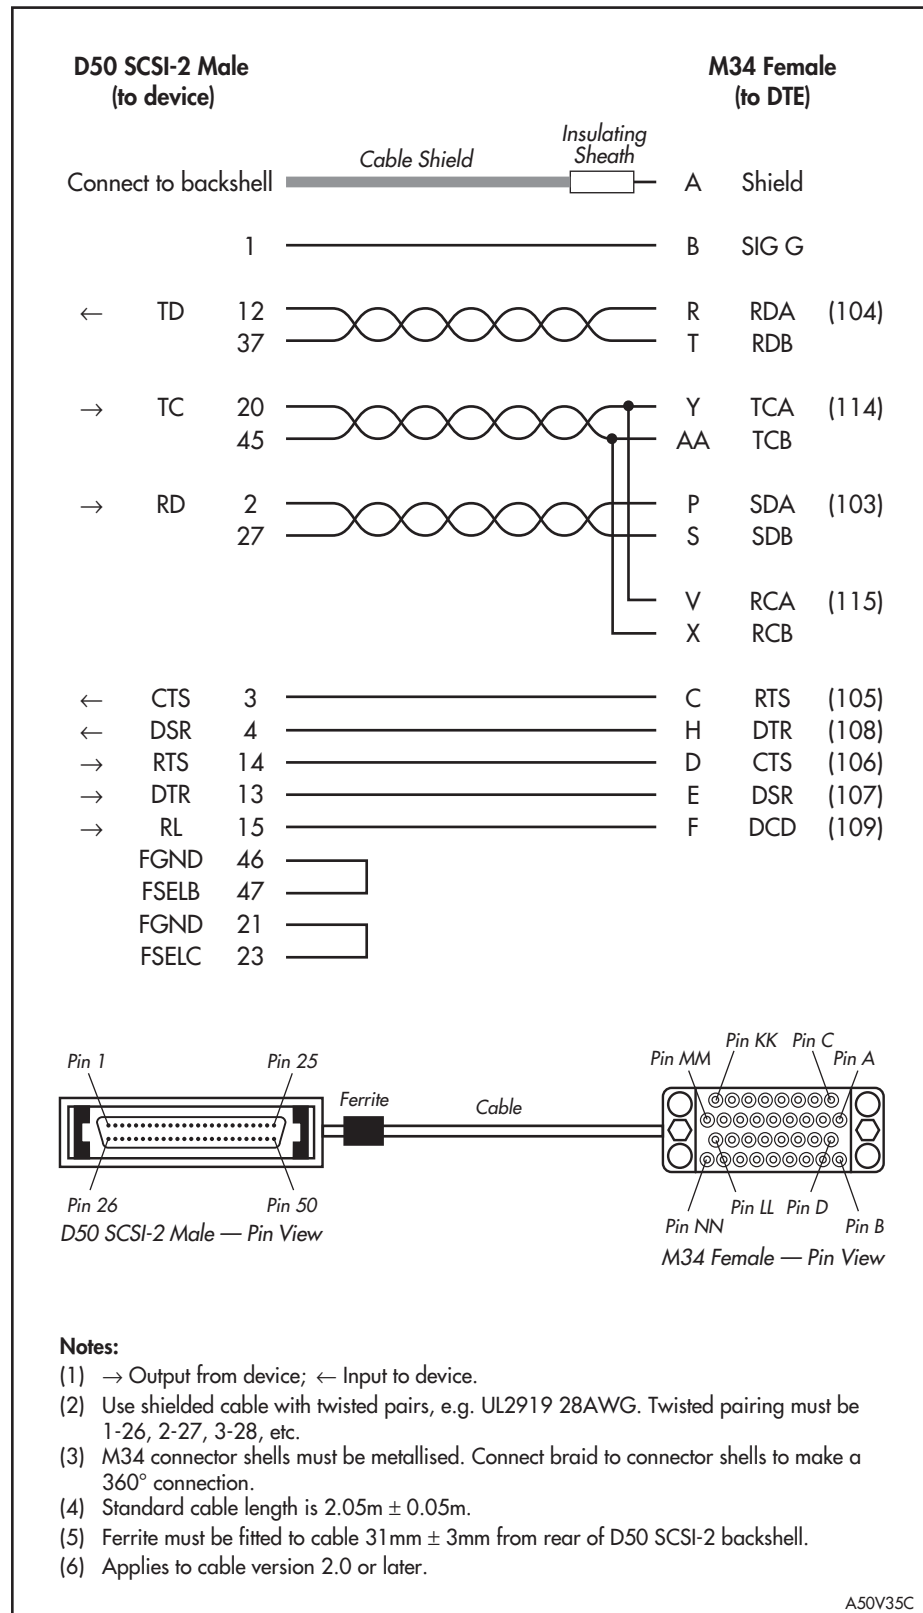 D50 SCSI-2 Male
(to device)
M34 Female
(to DTE)
Connect to backshell Cable Shield Insulating Sheath A Shield
1 B SIG G
← TD 12 R RDA (104)
37 T RDB
→ TC 20 Y TCA (114)
45 AA TCB
→ RD 2 P SDA (103)
27 S SDB
V RCA (115)
X RCB
← CTS 3 C RTS (105)
← DSR 4 H DTR (108)
→ RTS 14 D CTS (106)
→ DTR 13 E DSR (107)
→ RL 15 F DCD (109)
FGND 46
FSELB 47
FGND 21
FSELC 23
Pin 1 Pin 25
Ferrite
Cable
Pin 26 Pin 50
D50 SCSI-2 Male — Pin View
Pin KK Pin C
Pin MM Pin A
Pin LL Pin D
Pin NN Pin B
M34 Female — Pin View
Notes:
(1) → Output from device; ← Input to device.
(2) Use shielded cable with twisted pairs, e.g. UL2919 28AWG. Twisted pairing must be
1-26, 2-27, 3-28, etc.
(3) M34 connector shells must be metallised. Connect braid to connector shells to make a
360° connection.
(4) Standard cable length is 2.05m ± 0.05m.
(5) Ferrite must be fitted to cable 31mm ± 3mm from rear of D50 SCSI-2 backshell.
(6) Applies to cable version 2.0 or later.
A50V35C